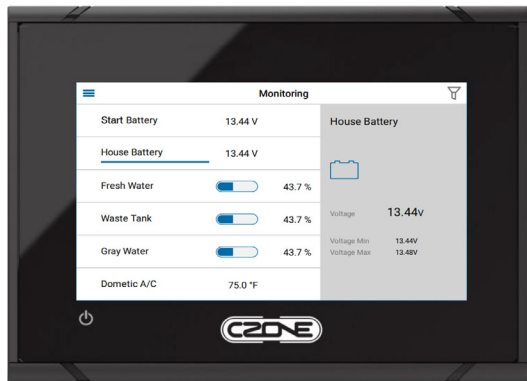 Monitoring
Start Battery 13.44 V
House Battery 13.44 V
Fresh Water 43.7 %
Waste Tank 43.7 %
Gray Water 43.7 %
Dometic A/C 75.0 °F
House Battery
Voltage 13.44v
Voltage Min 13.44V
Voltage Max 13.48V
CZONE